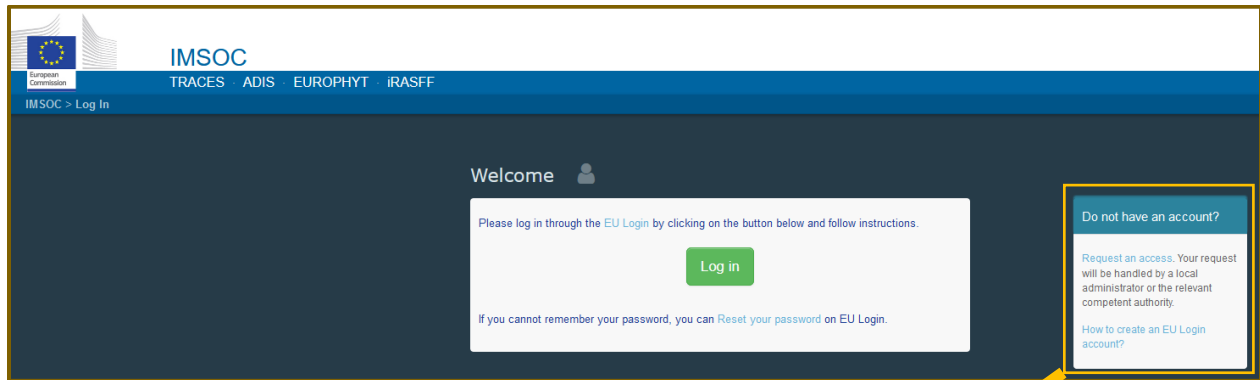 European
Commission
IMSOC
TRACES · ADIS · EUROPHYT · iRASFF
IMSOC > Log In
Welcome
Please log in through the EU Login by clicking on the button below and follow instructions.
Log in
If you cannot remember your password, you can Reset your password on EU Login.
Do not have an account?
Request an access. Your request
will be handled by a local
administrator or the relevant
competent authority.
How to create an EU Login
account?